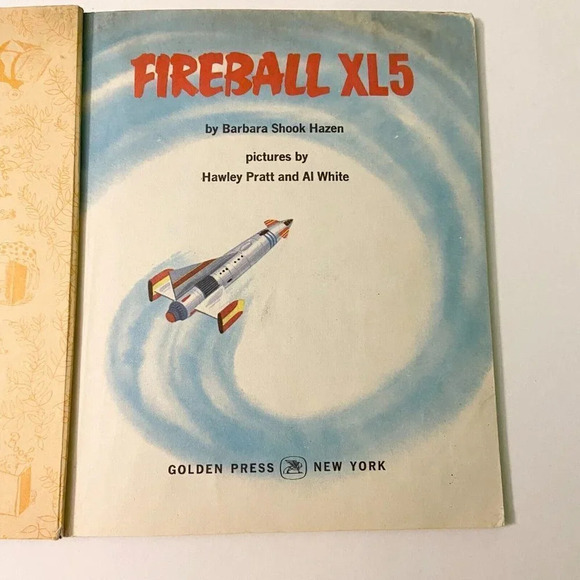 FIREBALL XL5
by Barbara Shook Hazen
pictures by
Hawley Pratt and Al White
GOLDEN PRESS NEW YORK